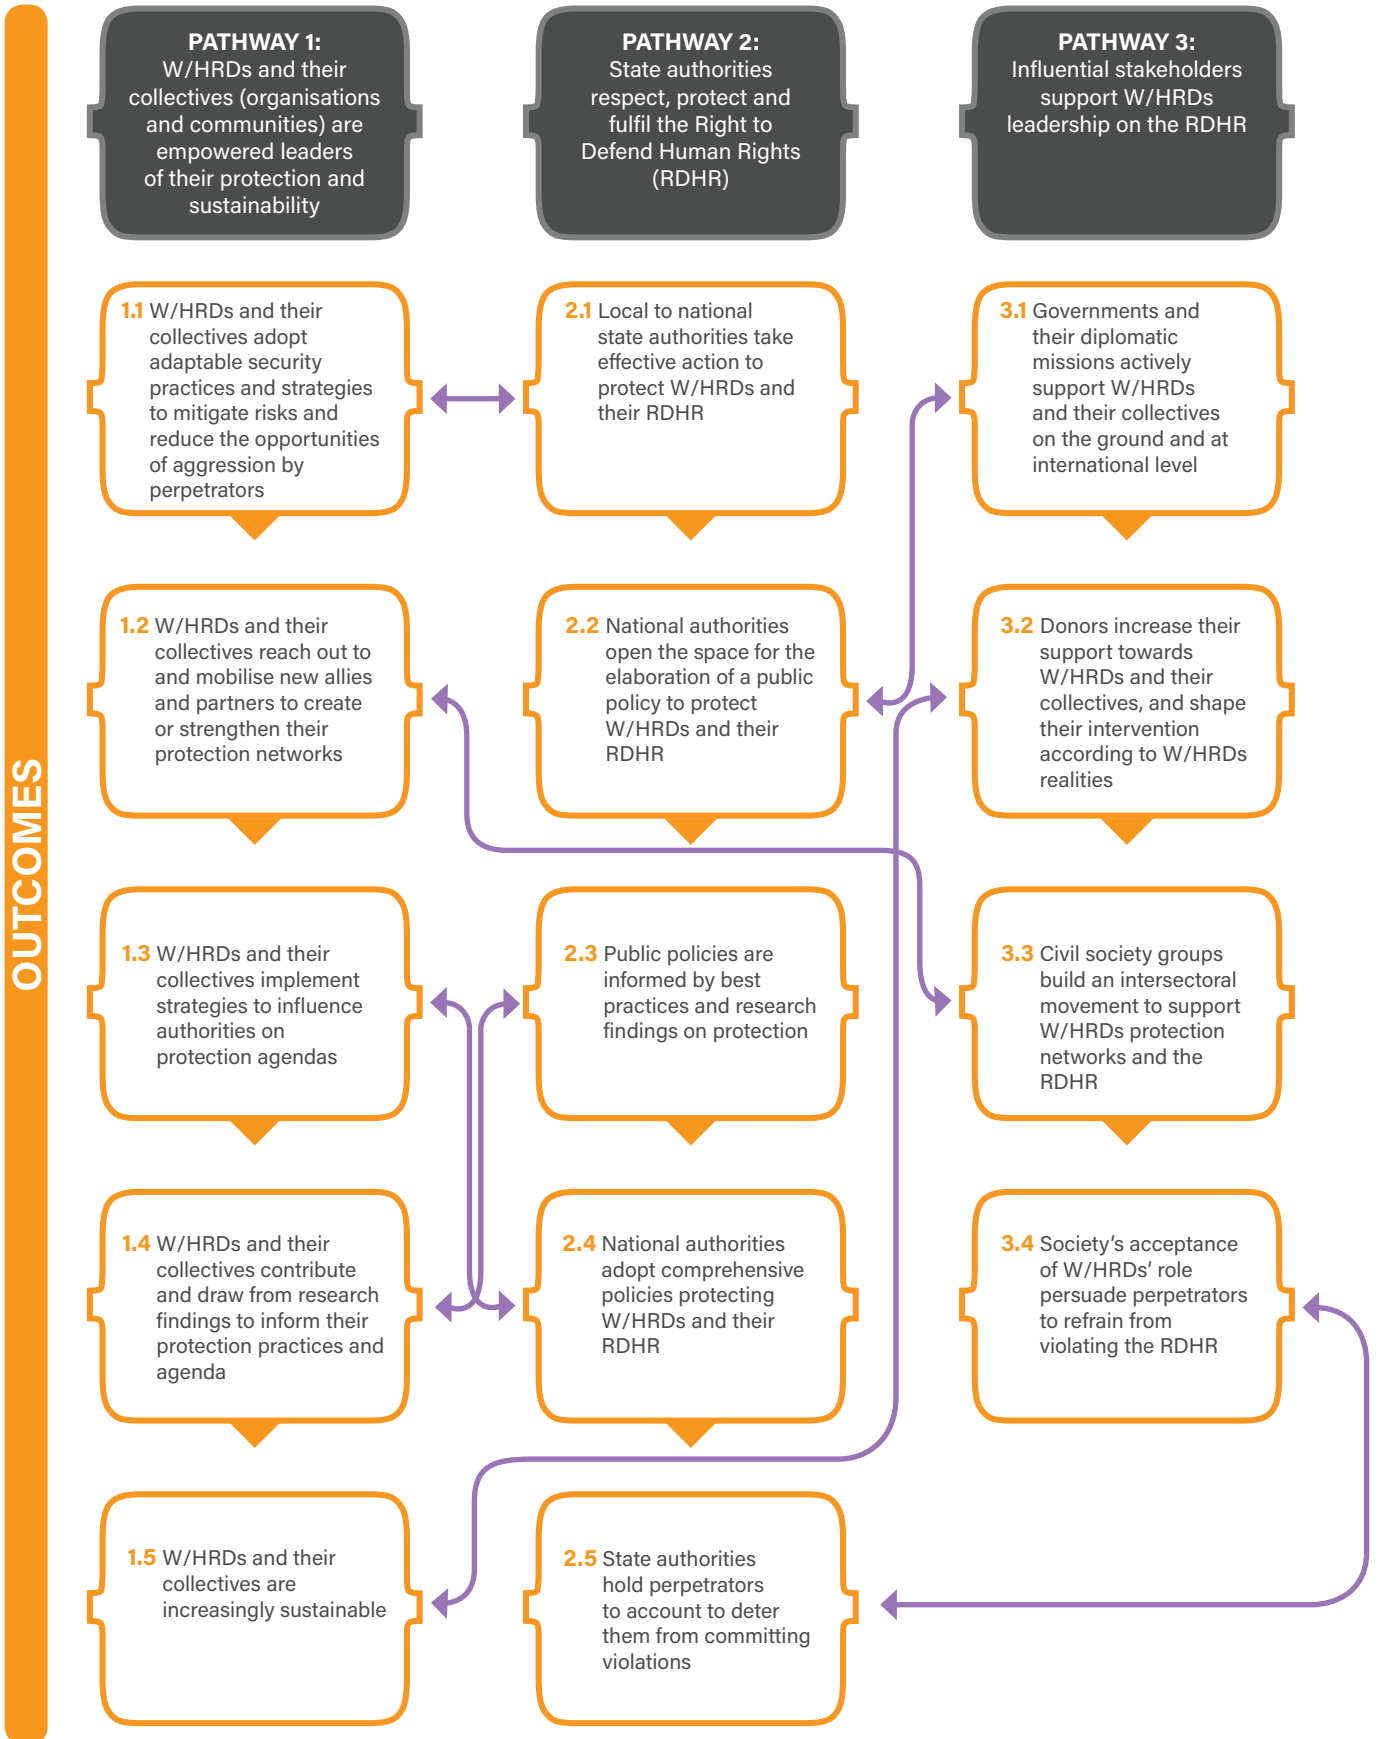 OUTCOMES
PATHWAY 1:
W/HRDs and their
collectives (organisations
and communities) are
empowered leaders
of their protection and
sustainability
PATHWAY 2:
State authorities
respect, protect and
fulfil the Right to
Defend Human Rights
(RDHR)
PATHWAY 3:
Influential stakeholders
support W/HRDs
leadership on the RDHR
1.1 W/HRDs and their
collectives adopt
adaptable security
practices and strategies
to mitigate risks and
reduce the opportunities
of aggression by
perpetrators
2.1 Local to national
state authorities take
effective action to
protect W/HRDs and
their RDHR
3.1 Governments and
their diplomatic
missions actively
support W/HRDs
and their collectives
on the ground and at
international level
1.2 W/HRDs and their
collectives reach out to
and mobilise new allies
and partners to create
or strengthen their
protection networks
2.2 National authorities
open the space for the
elaboration of a public
policy to protect
W/HRDs and their
RDHR
3.2 Donors increase their
support towards
W/HRDs and their
collectives, and shape
their intervention
according to W/HRDs
realities
1.3 W/HRDs and their
collectives implement
strategies to influence
authorities on
protection agendas
2.3 Public policies are
informed by best
practices and research
findings on protection
3.3 Civil society groups
build an intersectoral
movement to support
W/HRDs protection
networks and the
RDHR
1.4 W/HRDs and their
collectives contribute
and draw from research
findings to inform their
protection practices and
agenda
2.4 National authorities
adopt comprehensive
policies protecting
W/HRDs and their
RDHR
3.4 Society's acceptance
of W/HRDs' role
persuade perpetrators
to refrain from
violating the RDHR
1.5 W/HRDs and their
collectives are
increasingly sustainable
2.5 State authorities
hold perpetrators
to account to deter
them from committing
violations